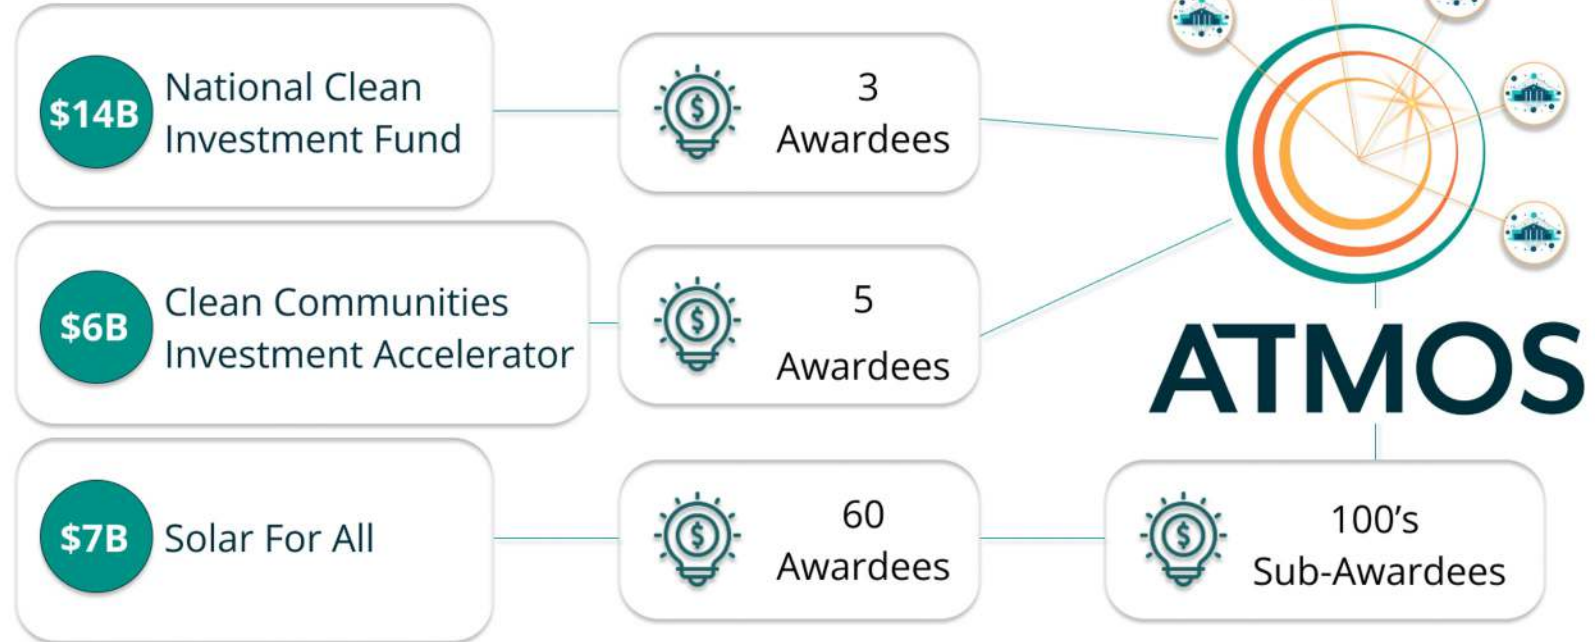 $14B
National Clean
Investment Fund
3
Awardees
$6B
Clean Communities
Investment Accelerator
5
Awardees
ATMOS
$7B
Solar For All
60
Awardees
100’s
Sub-Awardees